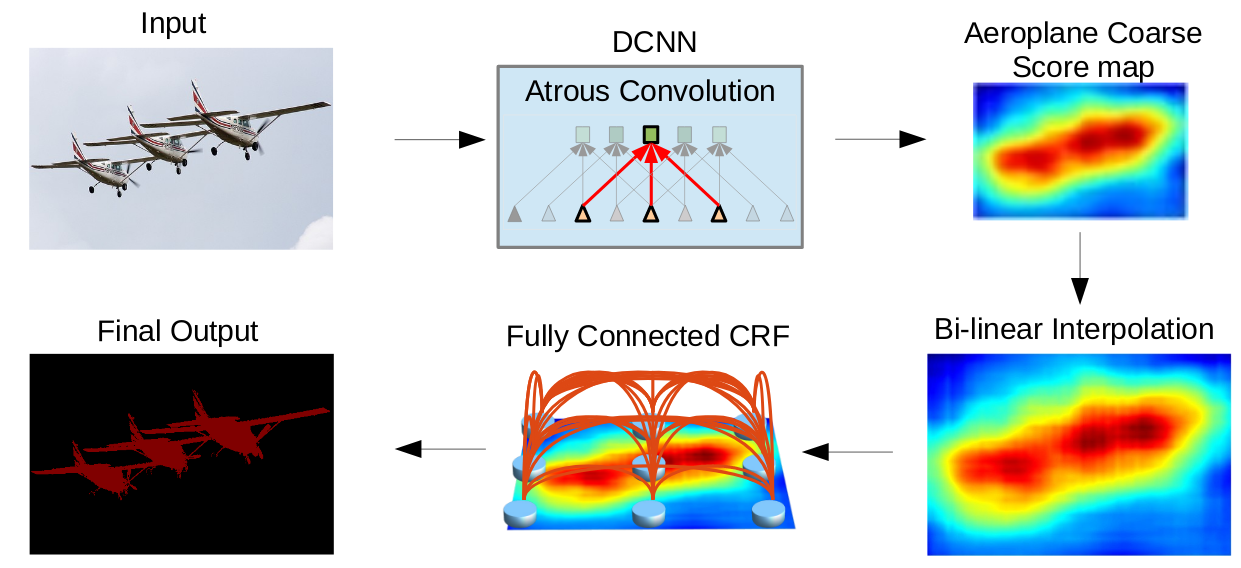 Input
DCNN
Atrous Convolution
Aeroplane Coarse
Score map
Bi-linear Interpolation
Fully Connected CRF
Final Output